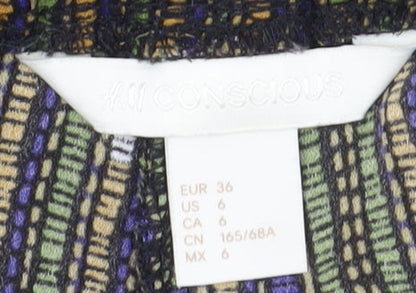 H&M CONSCIOUS
EUR 36
US 6
CA 6
CN 165/68A
MX 6